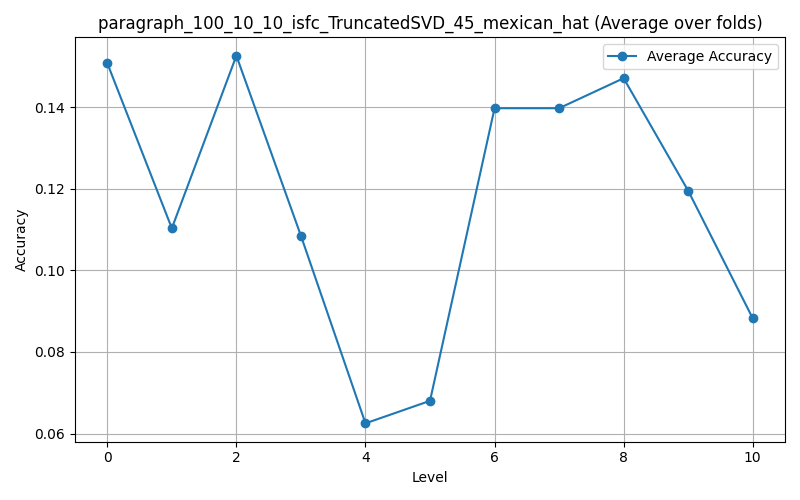 paragraph_100_10_10_isfc_TruncatedSVD_45_mexican_hat (Average over folds)
Average Accuracy
0.14
0.12
0.10
0.08
0.06
Accuracy
0 2 4 6 8 10
Level